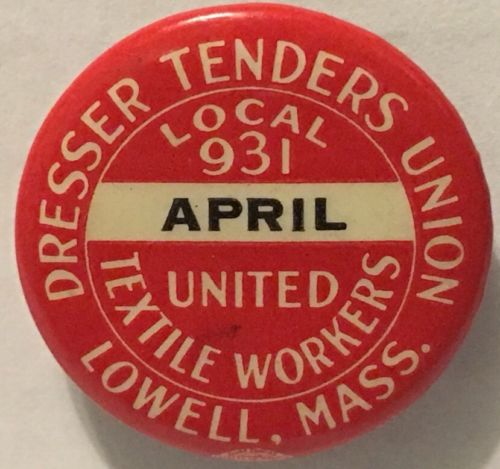 DRESSER TENDERS UNION
LOCAL
931
APRIL
UNITED
TEXTILE WORKERS
LOWELL, MASS.